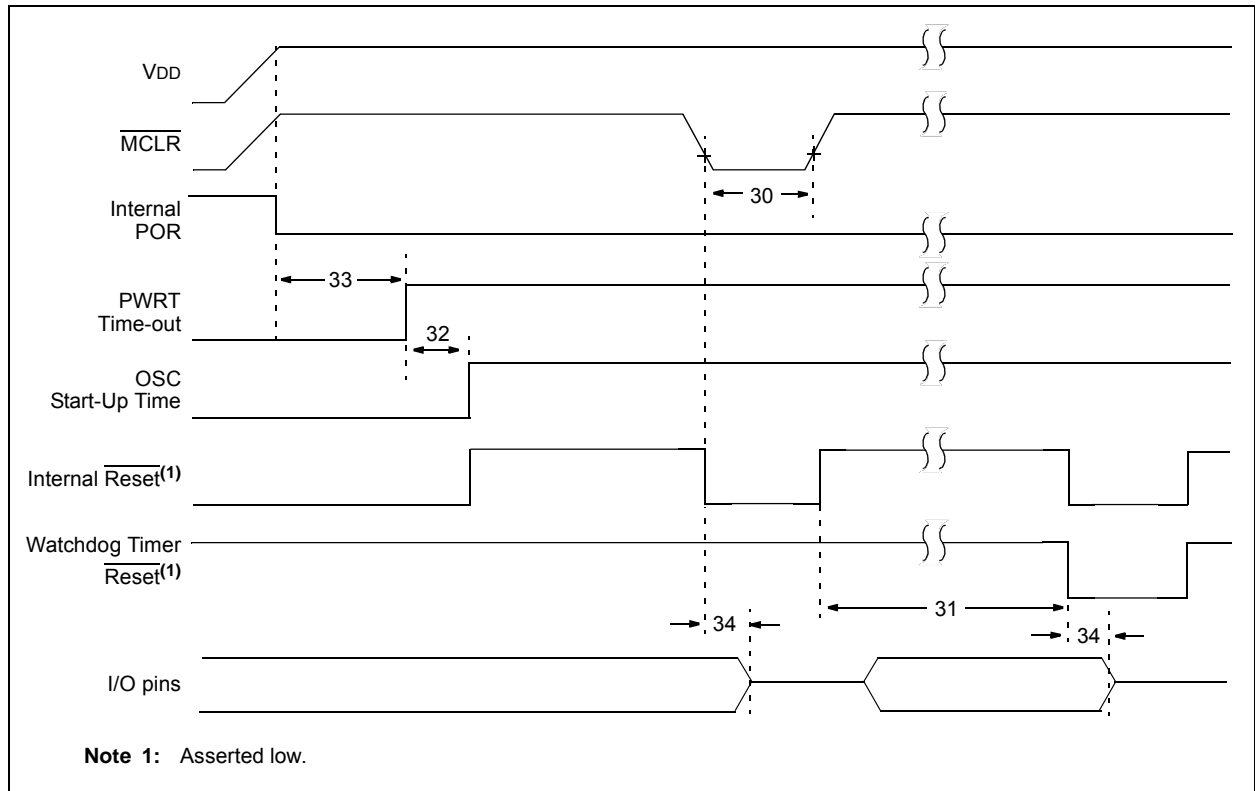 VDD
MCLR
30
Internal
POR
33
PWRT
Time-out
32
OSC
Start-Up Time
Internal Reset(1)
Watchdog Timer
Reset(1)
31
34
34
I/O pins
Note 1: Asserted low.